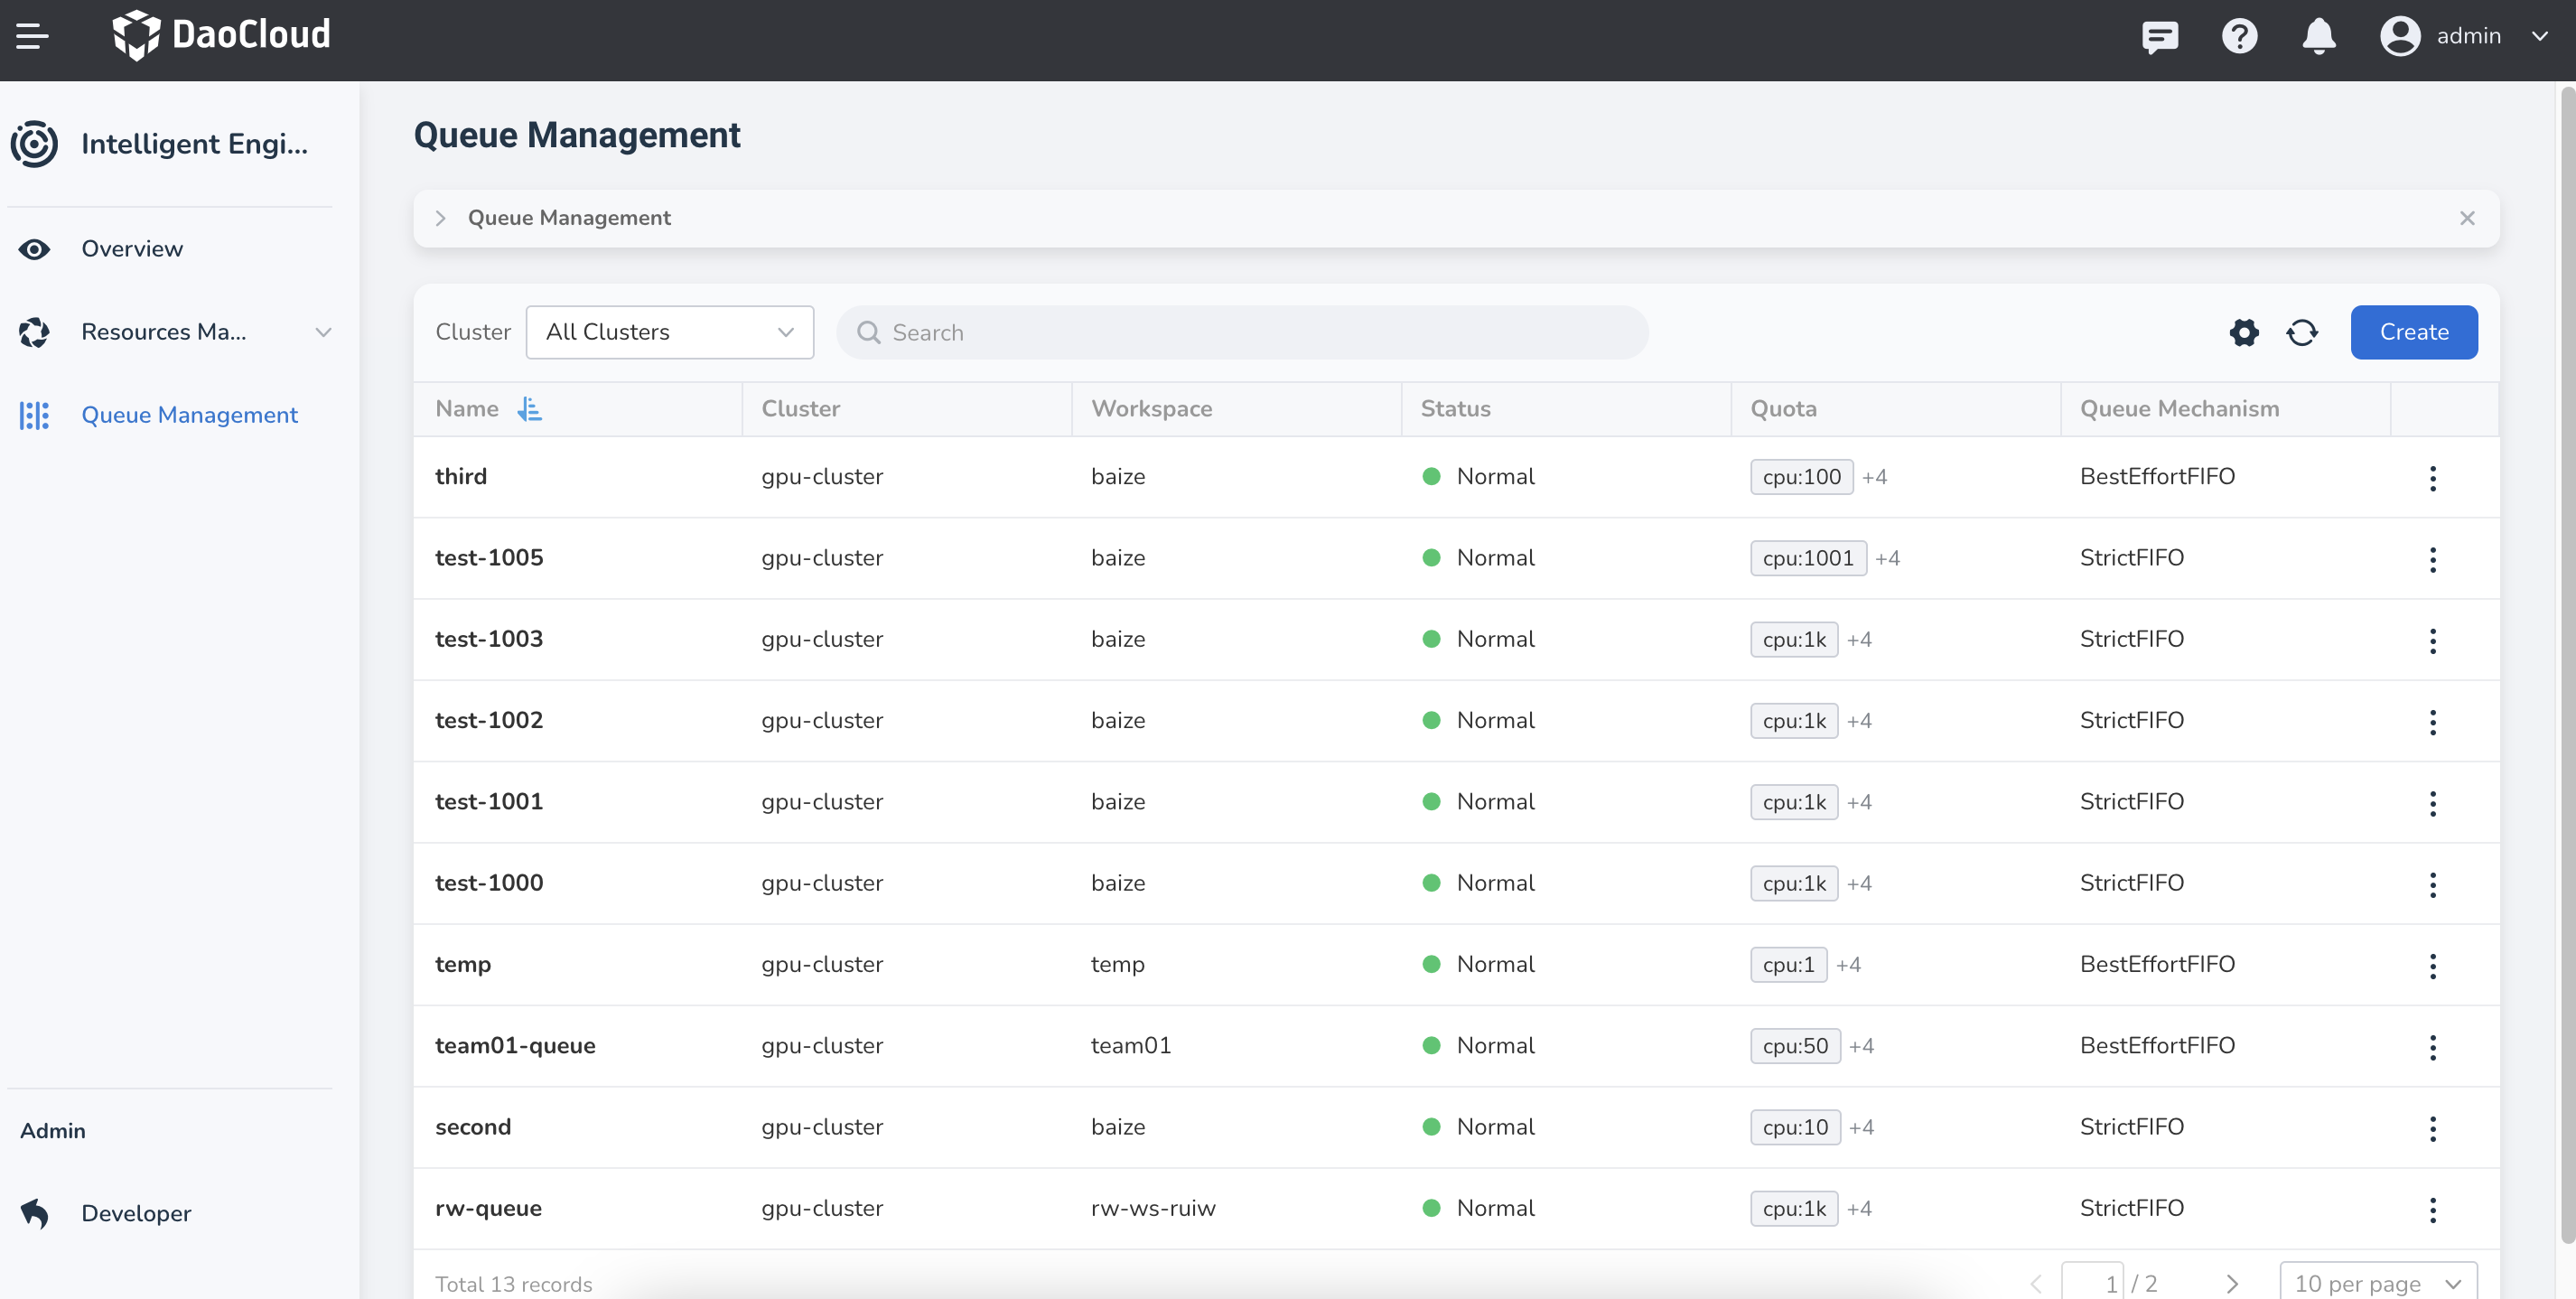 DaoCloud
admin
Intelligent Engi...
Overview
Resources Ma...
Queue Management
Admin
Developer
Queue Management
Queue Management
Cluster All Clusters Search Create
Name Cluster Workspace Status Quota Queue Mechanism
third gpu-cluster baize Normal cpu:100 +4 BestEffortFIFO
test-1005 gpu-cluster baize Normal cpu:1001 +4 StrictFIFO
test-1003 gpu-cluster baize Normal cpu:1k +4 StrictFIFO
test-1002 gpu-cluster baize Normal cpu:1k +4 StrictFIFO
test-1001 gpu-cluster baize Normal cpu:1k +4 StrictFIFO
test-1000 gpu-cluster baize Normal cpu:1k +4 StrictFIFO
temp gpu-cluster temp Normal cpu:1 +4 BestEffortFIFO
team01-queue gpu-cluster team01 Normal cpu:50 +4 BestEffortFIFO
second gpu-cluster baize Normal cpu:10 +4 StrictFIFO
rw-queue gpu-cluster rw-ws-ruiw Normal cpu:1k +4 StrictFIFO
Total 13 records 1 / 2 10 per page